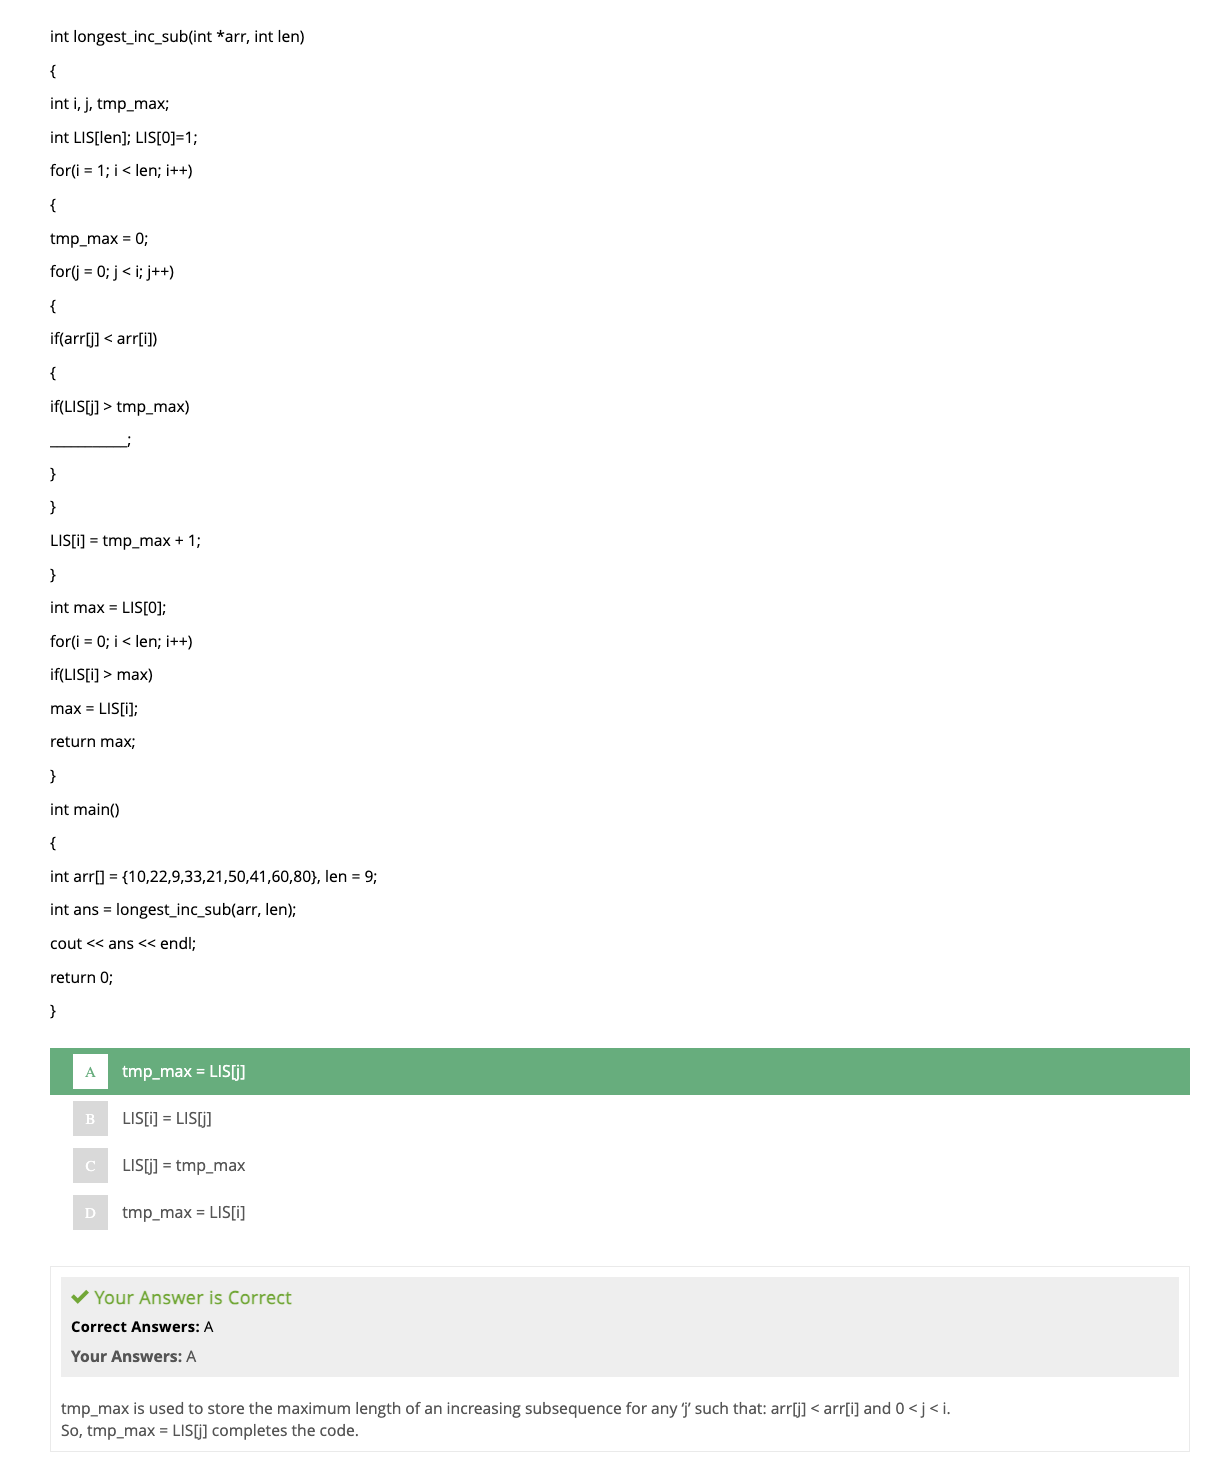 int longest_inc_sub(int *arr, int len)
{
int i, j, tmp_max;
int LIS[len]; LIS[0]=1;
for(i = 1; i < len; i++)
{
tmp_max = 0;
for(j = 0; j < i; j++)
{
if(arr[j] < arr[i])
{
if(LIS[j] > tmp_max)
___________;
}
}
LIS[i] = tmp_max + 1;
}
int max = LIS[0];
for(i = 0; i < len; i++)
if(LIS[i] > max)
max = LIS[i];
return max;
}
int main()
{
int arr[] = {10,22,9,33,21,50,41,60,80}, len = 9;
int ans = longest_inc_sub(arr, len);
cout << ans << endl;
return 0;
}
A tmp_max = LIS[j]
B LIS[i] = LIS[j]
C LIS[j] = tmp_max
D tmp_max = LIS[i]
✔ Your Answer is Correct
Correct Answers: A
Your Answers: A
tmp_max is used to store the maximum length of an increasing subsequence for any ‘j’ such that: arr[j] < arr[i] and 0 < j < i.
So, tmp_max = LIS[j] completes the code.